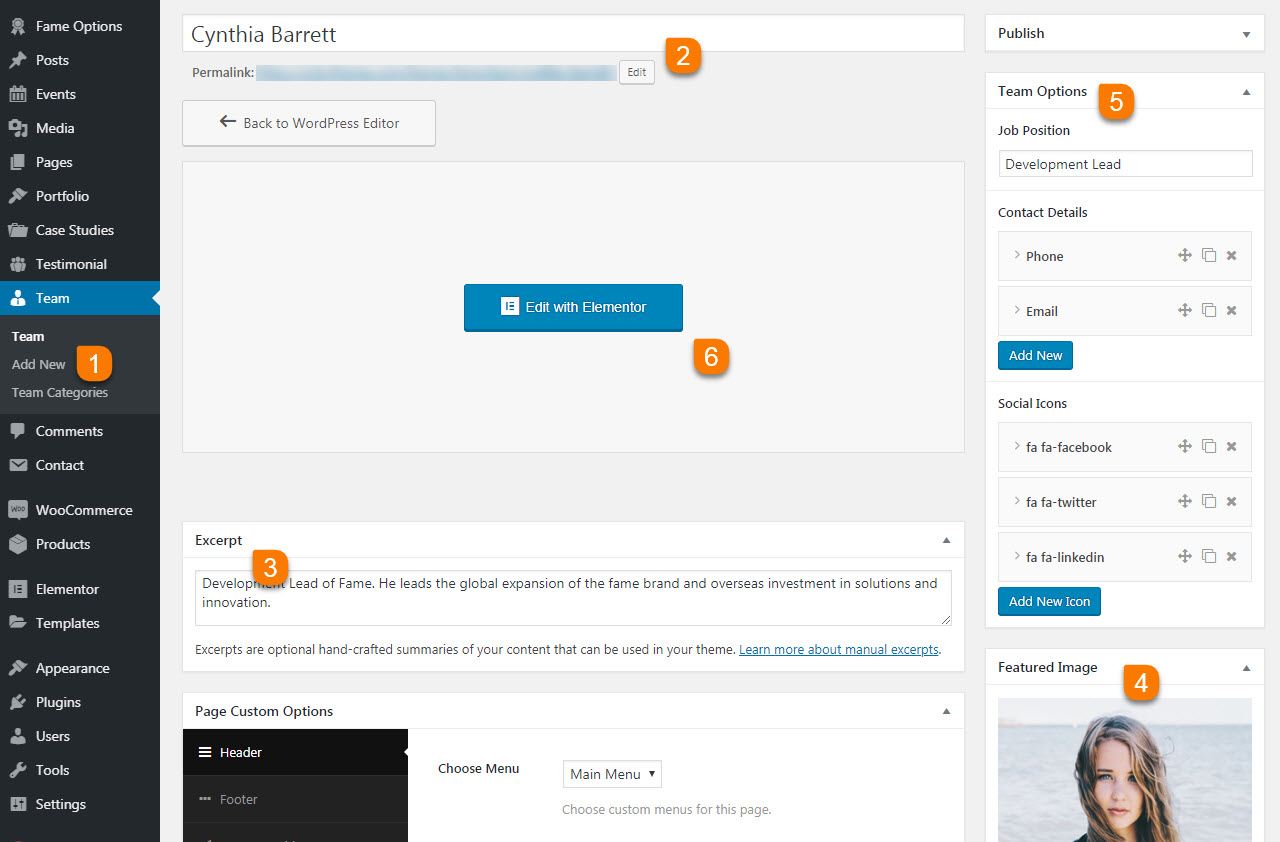 Fame Options
Posts
Events
Media
Pages
Portfolio
Case Studies
Testimonial
Team
Team
Add New
1
Team Categories
Comments
Contact
WOO
WooCommerce
Products
Elementor
Templates
Appearance
Plugins
Users
Tools
Settings
Cynthia Barrett
2
Permalink:
Edit
Back to WordPress Editor
Edit with Elementor
6
Excerpt
3
Development Lead of Fame. He leads the global expansion of the fame brand and overseas investment in solutions and
innovation.
Excerpts are optional hand-crafted summaries of your content that can be used in your theme. Learn more about manual excerpts.
Page Custom Options
Header
Footer
Choose Menu
Main Menu
Choose custom menus for this page.
Publish
Team Options
5
Job Position
Development Lead
Contact Details
Phone
Email
Add New
Social Icons
fa fa-facebook
fa fa-twitter
fa fa-linkedin
Add New Icon
Featured Image
4